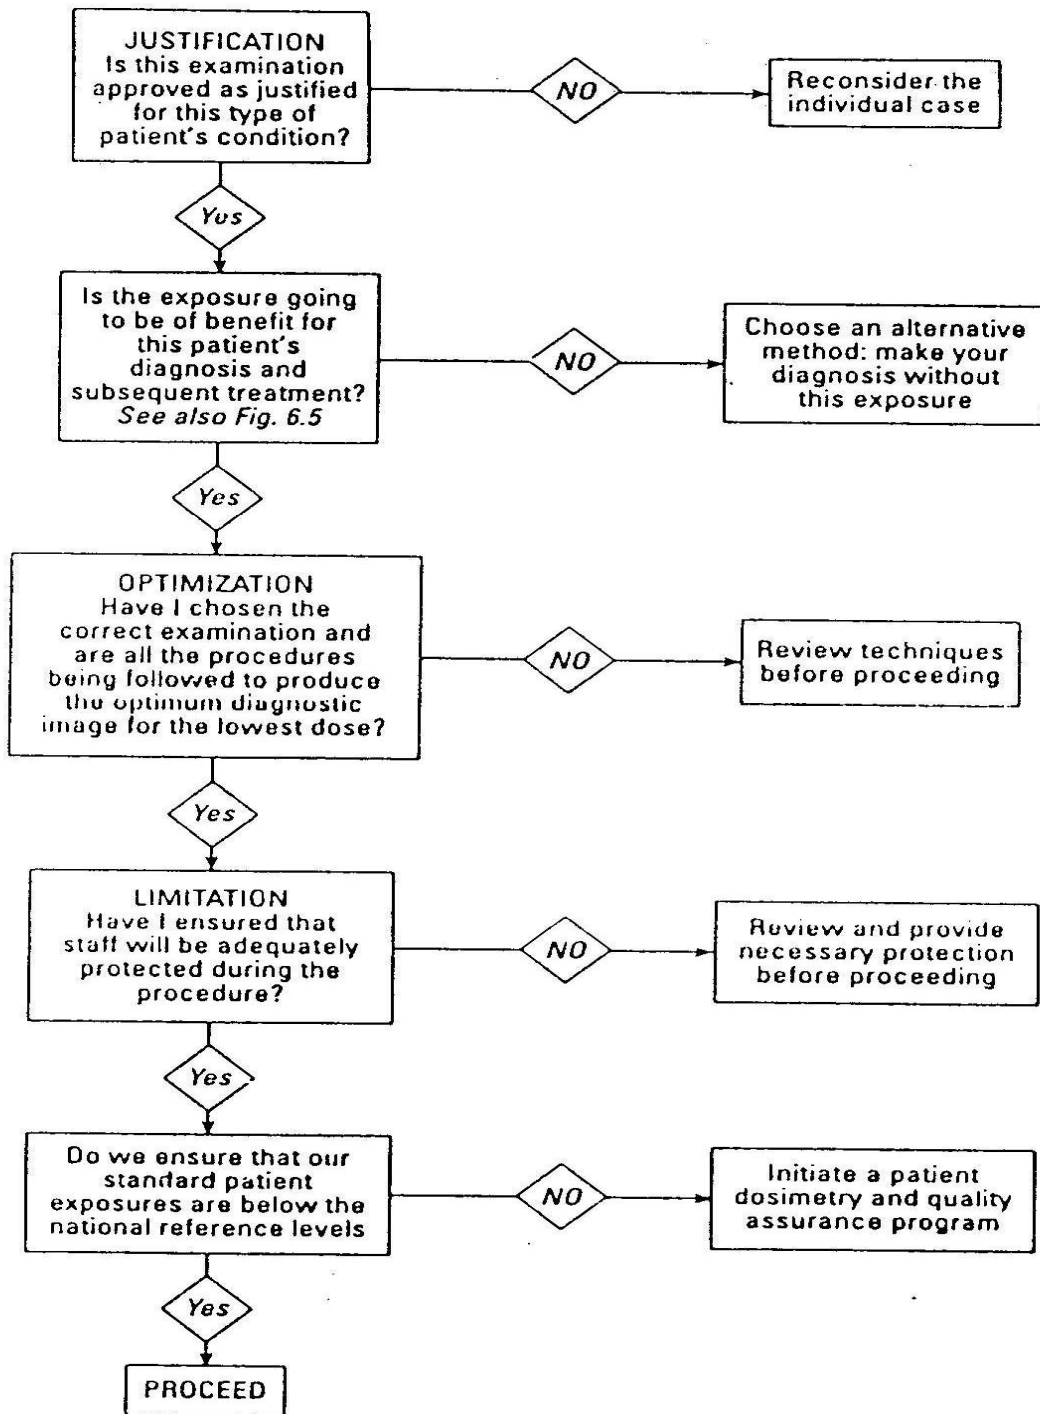 JUSTIFICATION
Is this examination
approved as justified
for this type of
patient's condition?
NO
Reconsider the
individual case
Yes
Is the exposure going
to be of benefit for
this patient's
diagnosis and
subsequent treatment?
See also Fig. 6.5
NO
Choose an alternative
method: make your
diagnosis without
this exposure
Yes
OPTIMIZATION
Have I chosen the
correct examination and
are all the procedures
being followed to produce
the optimum diagnostic
image for the lowest dose?
NO
Review techniques
before proceeding
Yes
LIMITATION
Have I ensured that
staff will be adequately
protected during the
procedure?
NO
Review and provide
necessary protection
before proceeding
Yes
Do we ensure that our
standard patient
exposures are below the
national reference levels
NO
Initiate a patient
dosimetry and quality
assurance program
Yes
PROCEED